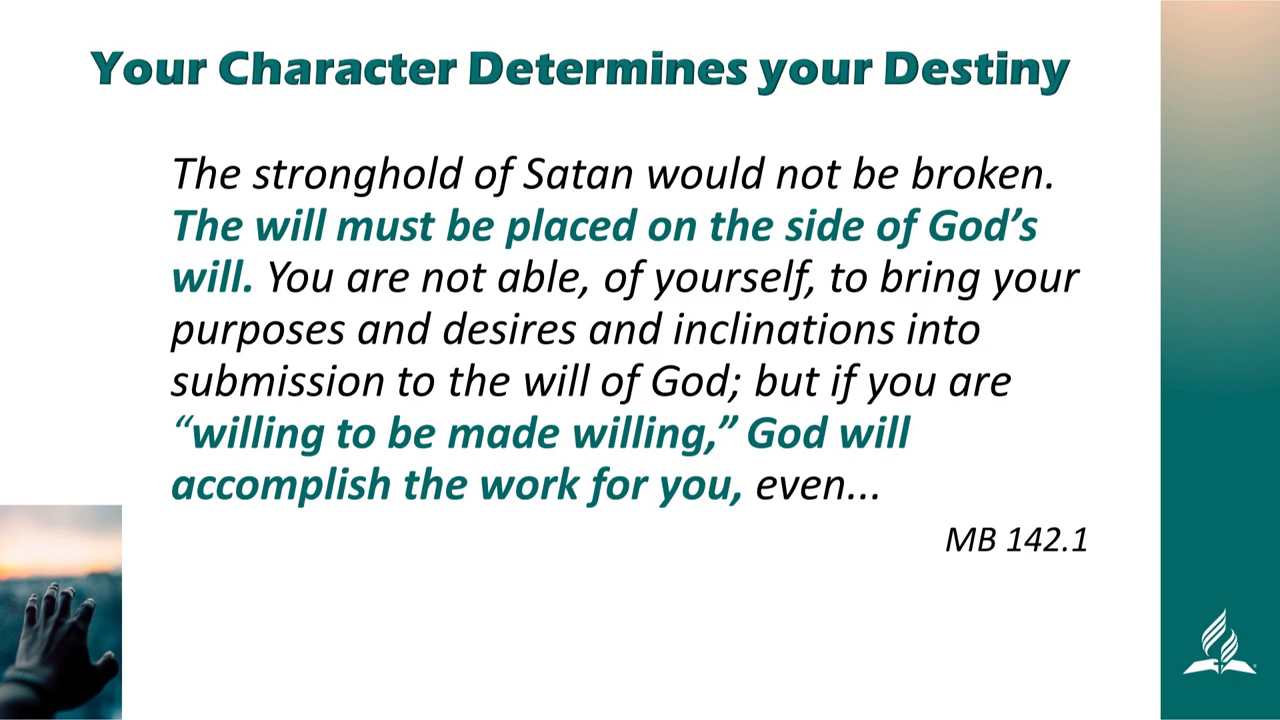 Your Character Determines your Destiny
The stronghold of Satan would not be broken.
The will must be placed on the side of God’s
will. You are not able, of yourself, to bring your
purposes and desires and inclinations into
submission to the will of God; but if you are
“willing to be made willing,” God will
accomplish the work for you, even...
MB 142.1